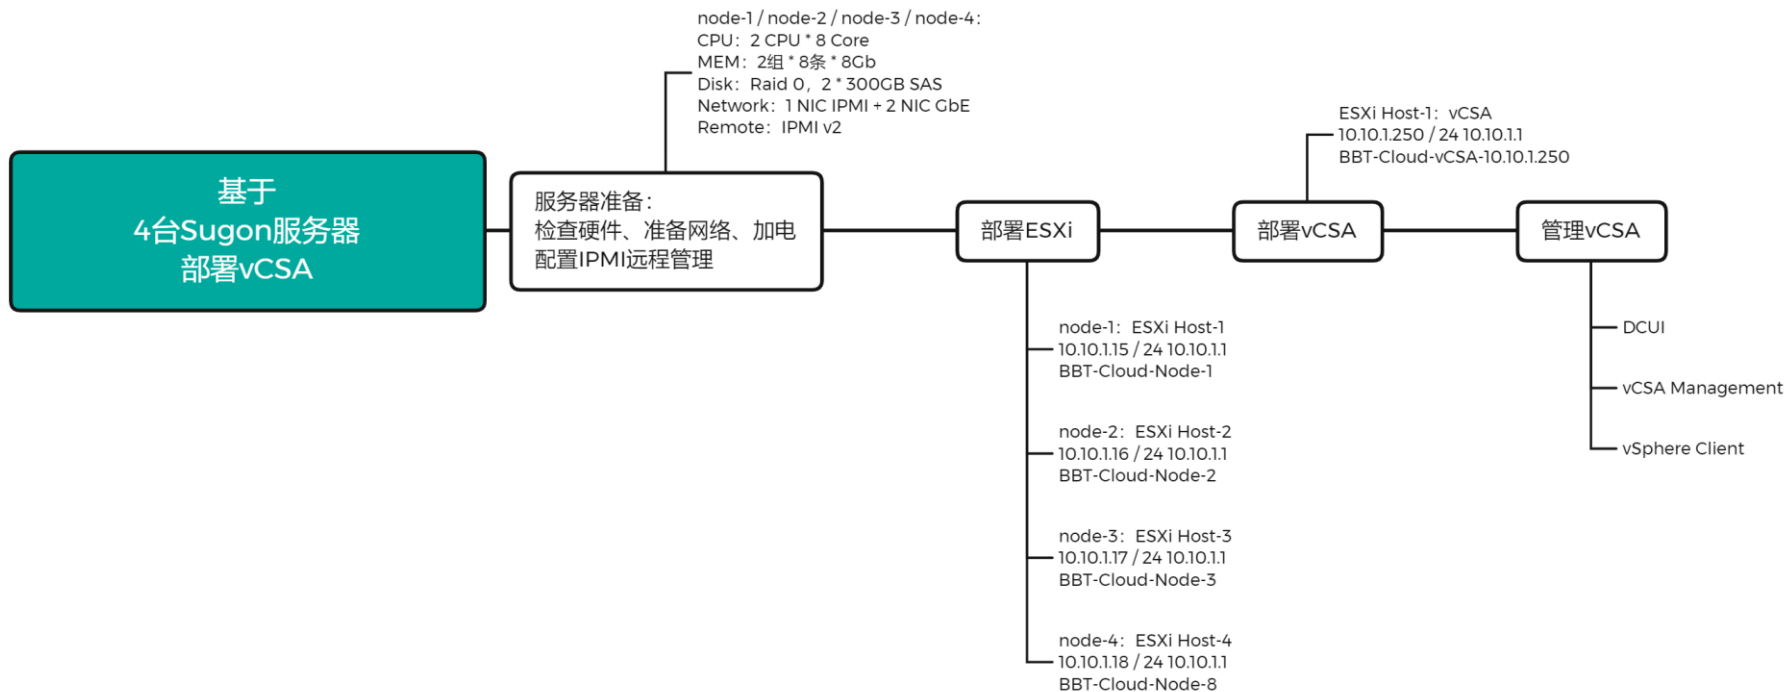 基于
4台Sugon服务器
部署vCSA
node-1 / node-2 / node-3 / node-4：
CPU：2 CPU * 8 Core
MEM：2组 * 8条 * 8Gb
Disk：Raid 0，2 * 300GB SAS
Network：1 NIC IPMI + 2 NIC GbE
Remote：IPMI v2
服务器准备：
检查硬件、准备网络、加电
配置IPMI远程管理
部署ESXi
node-1：ESXi Host-1
10.10.1.15 / 24 10.10.1.1
BBT-Cloud-Node-1
node-2：ESXi Host-2
10.10.1.16 / 24 10.10.1.1
BBT-Cloud-Node-2
node-3：ESXi Host-3
10.10.1.17 / 24 10.10.1.1
BBT-Cloud-Node-3
node-4：ESXi Host-4
10.10.1.18 / 24 10.10.1.1
BBT-Cloud-Node-8
ESXi Host-1：vCSA
10.10.1.250 / 24 10.10.1.1
BBT-Cloud-vCSA-10.10.1.250
部署vCSA
管理vCSA
DCUI
vCSA Management
vSphere Client